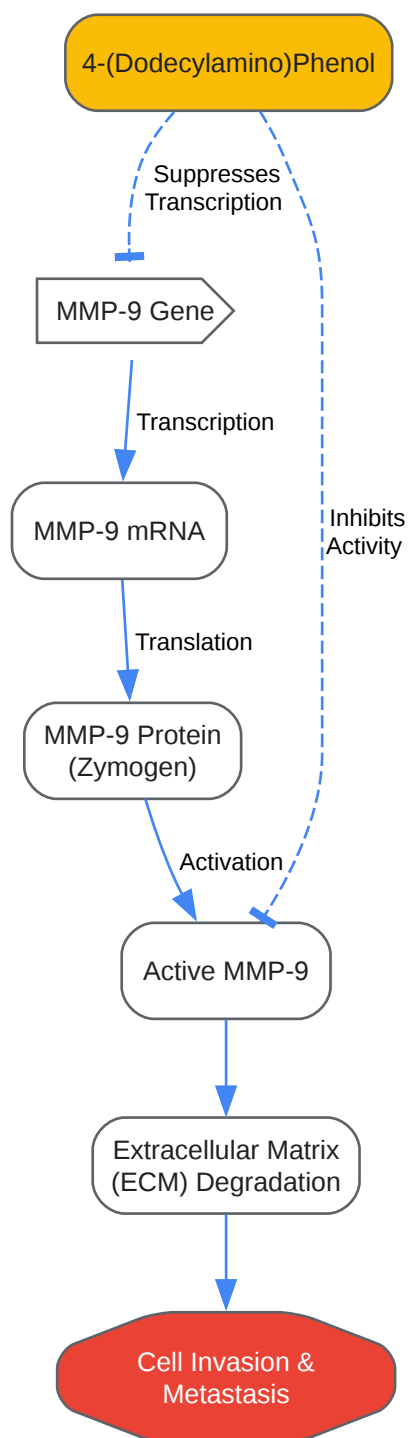 4-(Dodecylamino)Phenol
Suppresses
Transcription
MMP-9 Gene
Transcription
MMP-9 mRNA
Inhibits
Activity
Translation
MMP-9 Protein
(Zymogen)
Activation
Active MMP-9
Extracellular Matrix
(ECM) Degradation
Cell Invasion &
Metastasis